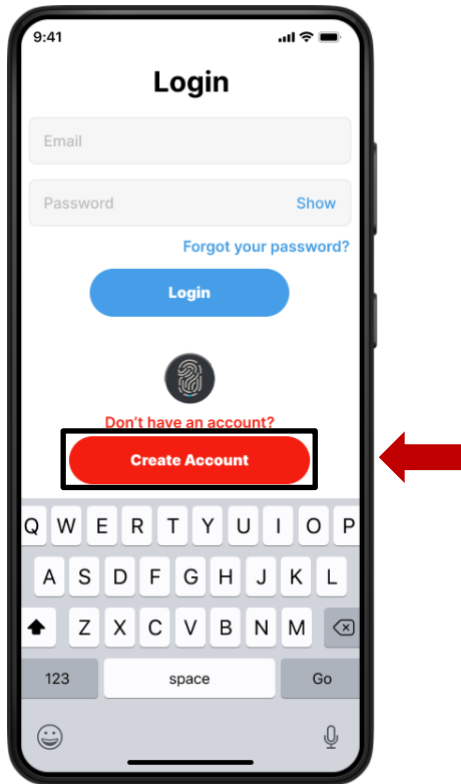 9:41
Login
Email
Password Show
Forgot your password?
Login
Don't have an account?
Create Account
Q W E R T Y U I O P
A S D F G H J K L
Z X C V B N M
123 space Go